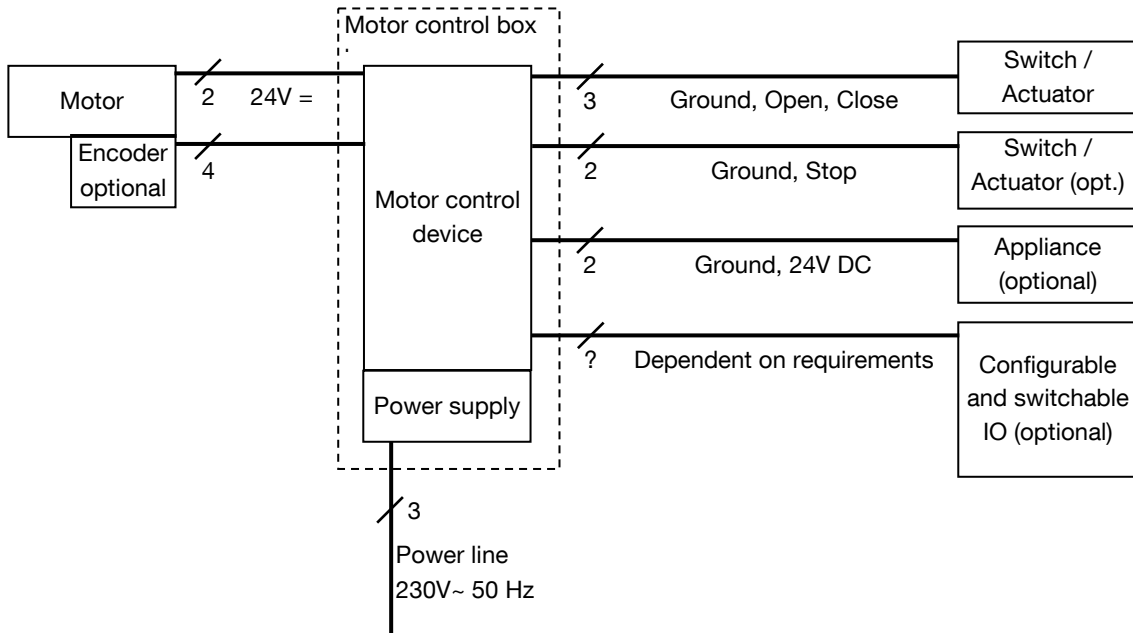 Motor control box
.
Motor
2
24V =
Encoder
optional
4
Motor control
device
Power supply
3
Power line
230V~ 50 Hz
3
Ground, Open, Close
Switch /
Actuator
2
Ground, Stop
Switch /
Actuator (opt.)
2
Ground, 24V DC
Appliance
(optional)
?
Dependent on requirements
Configurable
and switchable
IO (optional)